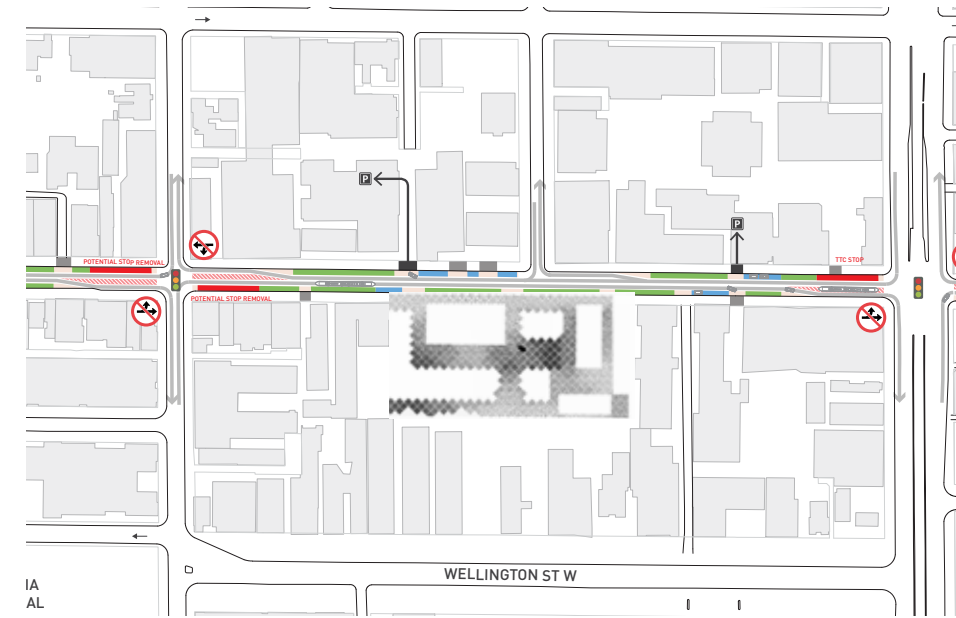 P
P
POTENTIAL STOP REMOVAL
TTC STOP
POTENTIAL STOP REMOVAL
WELLINGTON ST W
IA
AL